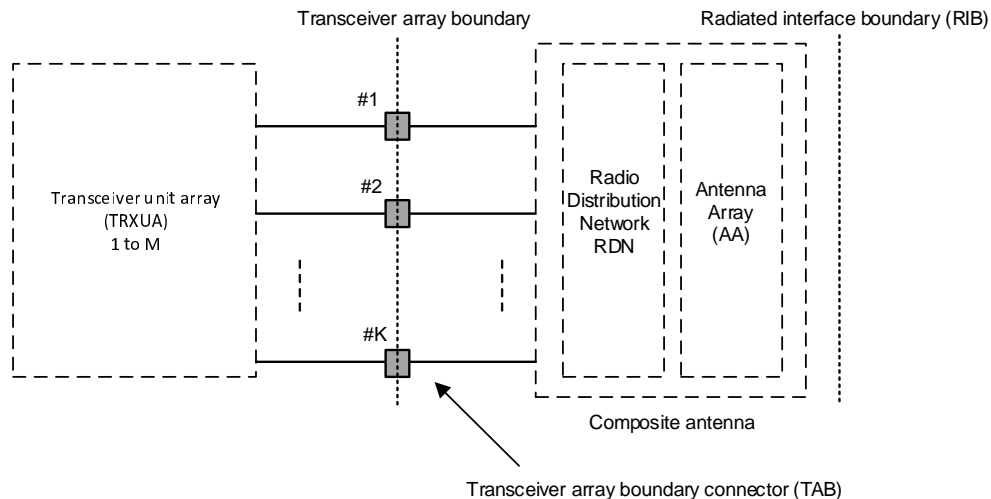 Transceiver array boundary
Radiated interface boundary (RIB)
#1
#2
#K
Transceiver unit array
(TRXUA)
1 to M
Radio
Distribution
Network
RDN
Antenna
Array
(AA)
Composite antenna
Transceiver array boundary connector (TAB)